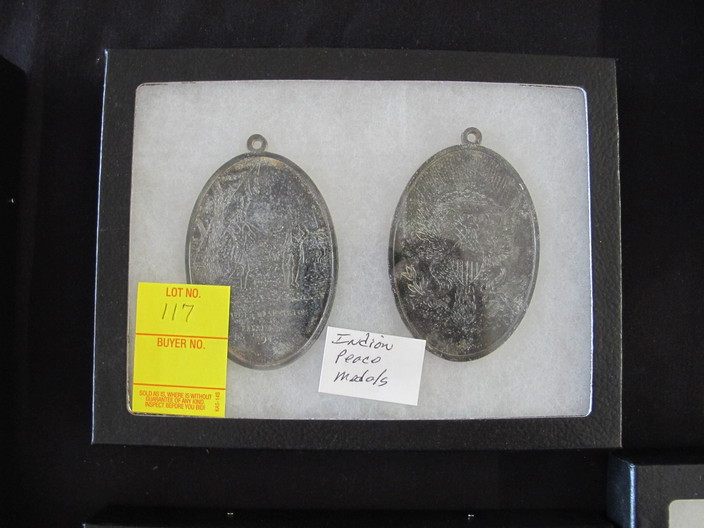 LOT NO.
117
BUYER NO.
SOLD AS IS, WHERE IS WITHOUT
GUARANTEE OF ANY KIND.
INSPECT BEFORE YOU BID!
Indian
Peace
Medals